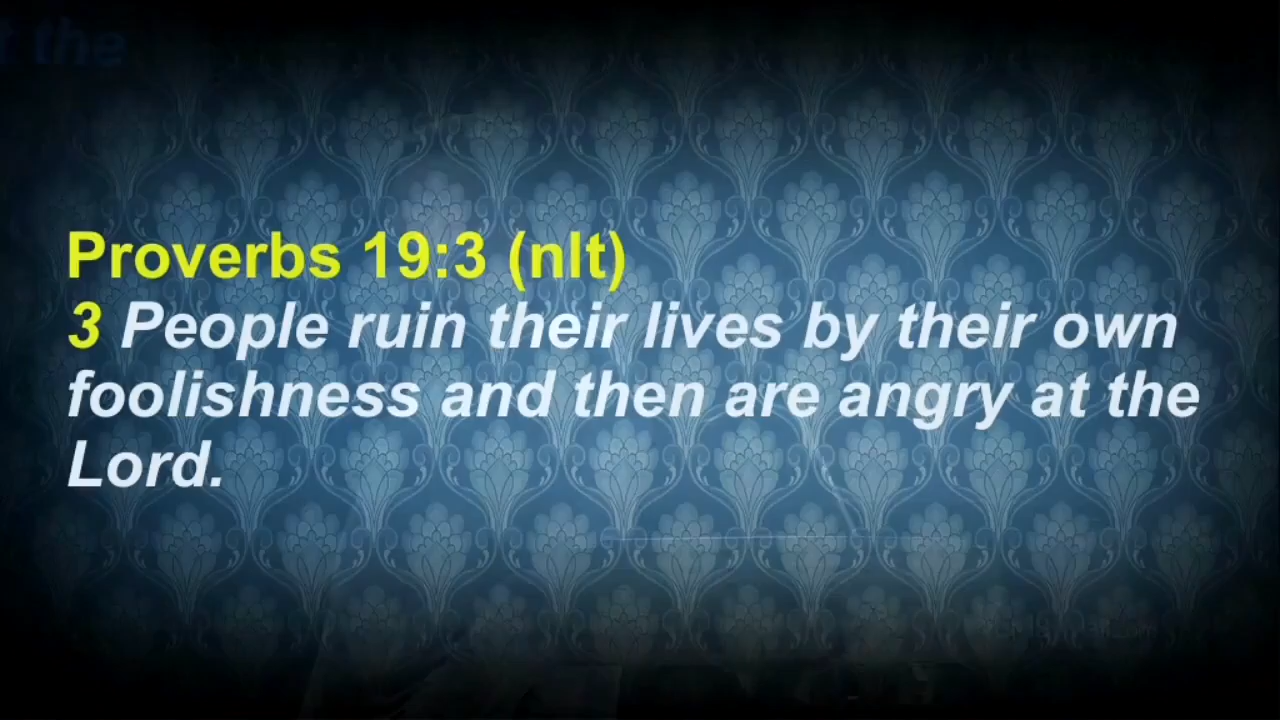 t the
Proverbs 19:3 (nlt)
3 People ruin their lives by their own
foolishness and then are angry at the
Lord.